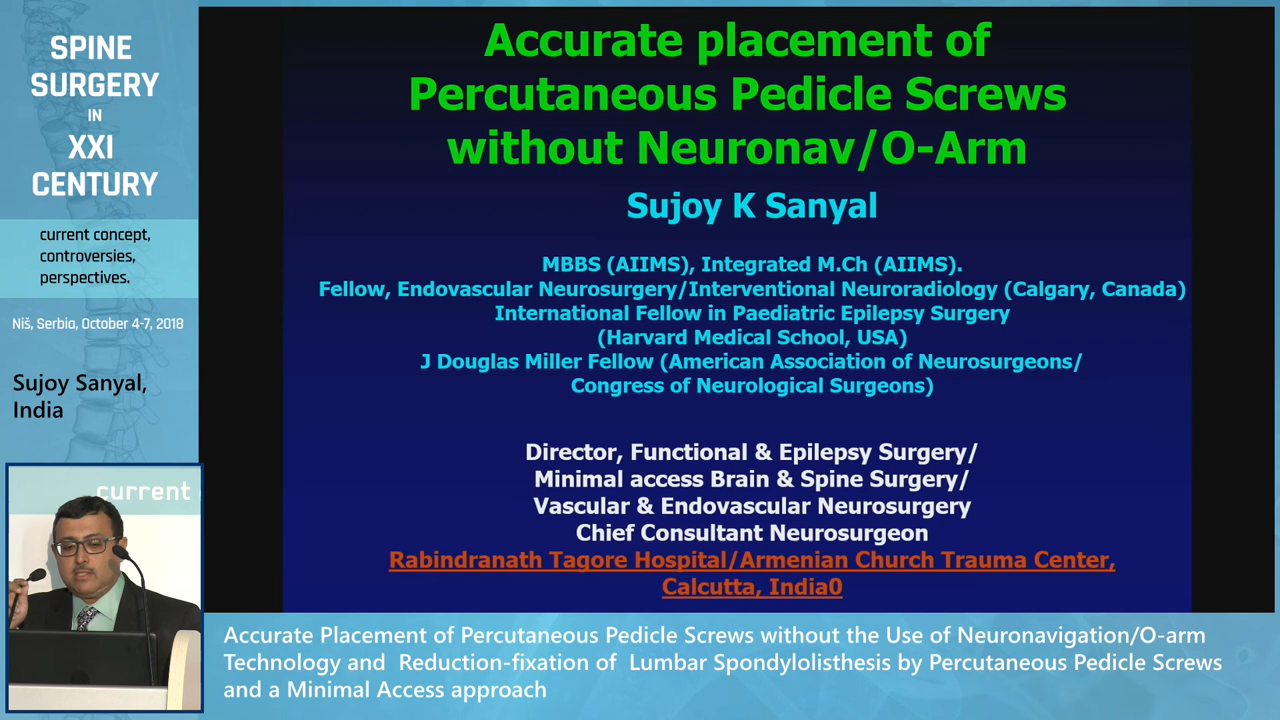 SPINE
SURGERY
IN
XXI
CENTURY
current concept,
controversies,
perspectives.
Niš, Serbia, October 4-7, 2018
Sujoy Sanyal,
India
current
Accurate placement of
Percutaneous Pedicle Screws
without Neuronav/O-Arm
Sujoy K Sanyal
MBBS (AIIMS), Integrated M.Ch (AIIMS).
Fellow, Endovascular Neurosurgery/Interventional Neuroradiology (Calgary, Canada)
International Fellow in Paediatric Epilepsy Surgery
(Harvard Medical School, USA)
J Douglas Miller Fellow (American Association of Neurosurgeons/
Congress of Neurological Surgeons)
Director, Functional & Epilepsy Surgery/
Minimal access Brain & Spine Surgery/
Vascular & Endovascular Neurosurgery
Chief Consultant Neurosurgeon
Rabindranath Tagore Hospital/Armenian Church Trauma Center,
Calcutta, India0
Accurate Placement of Percutaneous Pedicle Screws without the Use of Neuronavigation/O-arm
Technology and Reduction-fixation of Lumbar Spondylolisthesis by Percutaneous Pedicle Screws
and a Minimal Access approach